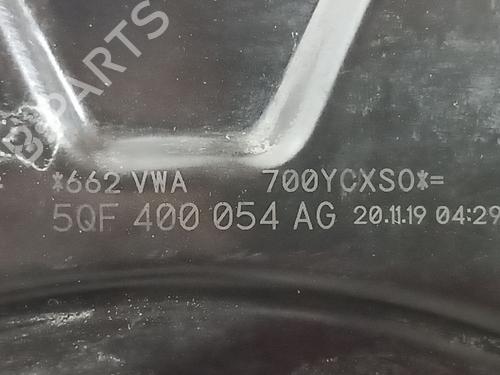 B-PARTS
*662 VWA 700YCXS0*=
5QF 400 054 AG 20.11.19 04:29